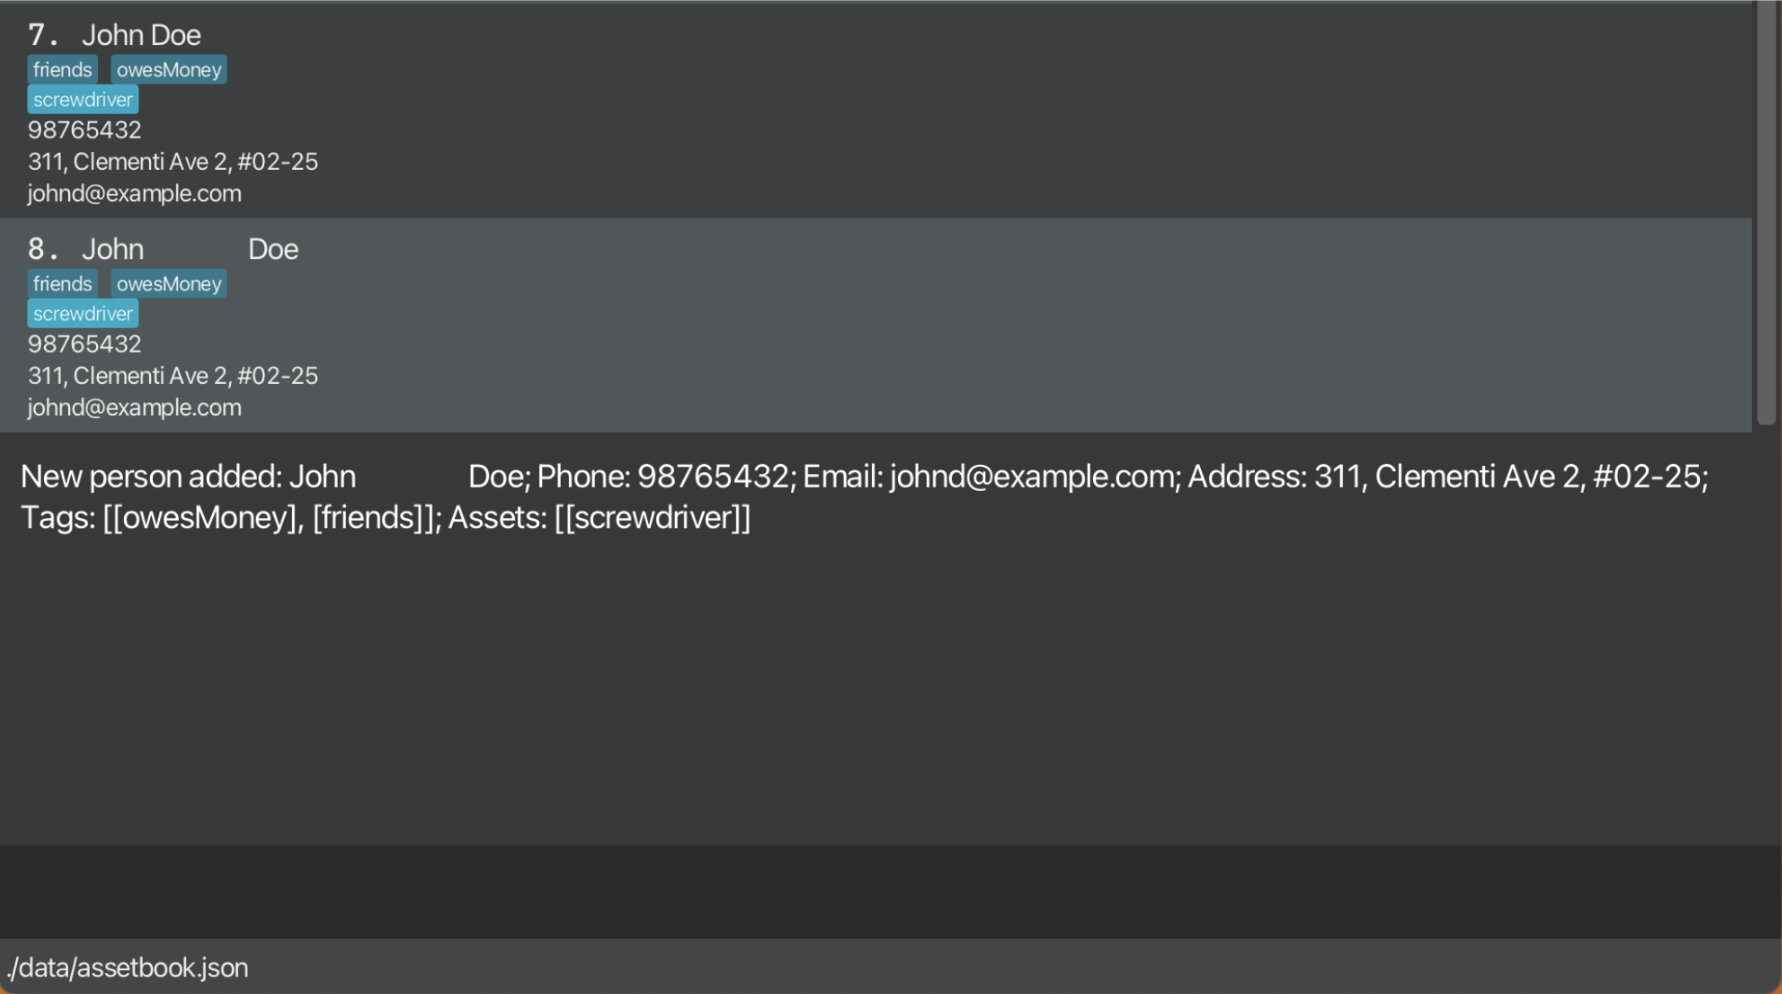 7. John Doe
friends owesMoney
screwdriver
98765432
311, Clementi Ave 2, #02-25
johnd@example.com
8. John             Doe
friends owesMoney
screwdriver
98765432
311, Clementi Ave 2, #02-25
johnd@example.com
New person added: John             Doe; Phone: 98765432; Email: johnd@example.com; Address: 311, Clementi Ave 2, #02-25;
Tags: [[owesMoney], [friends]]; Assets: [[screwdriver]]
./data/assetbook.json